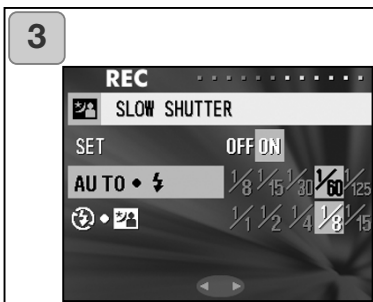 3
REC
SLOW SHUTTER
SET OFF ON
AUTO • 1/8 1/15 1/30 1/60 1/125
• 1/1 1/2 1/4 1/8 1/15